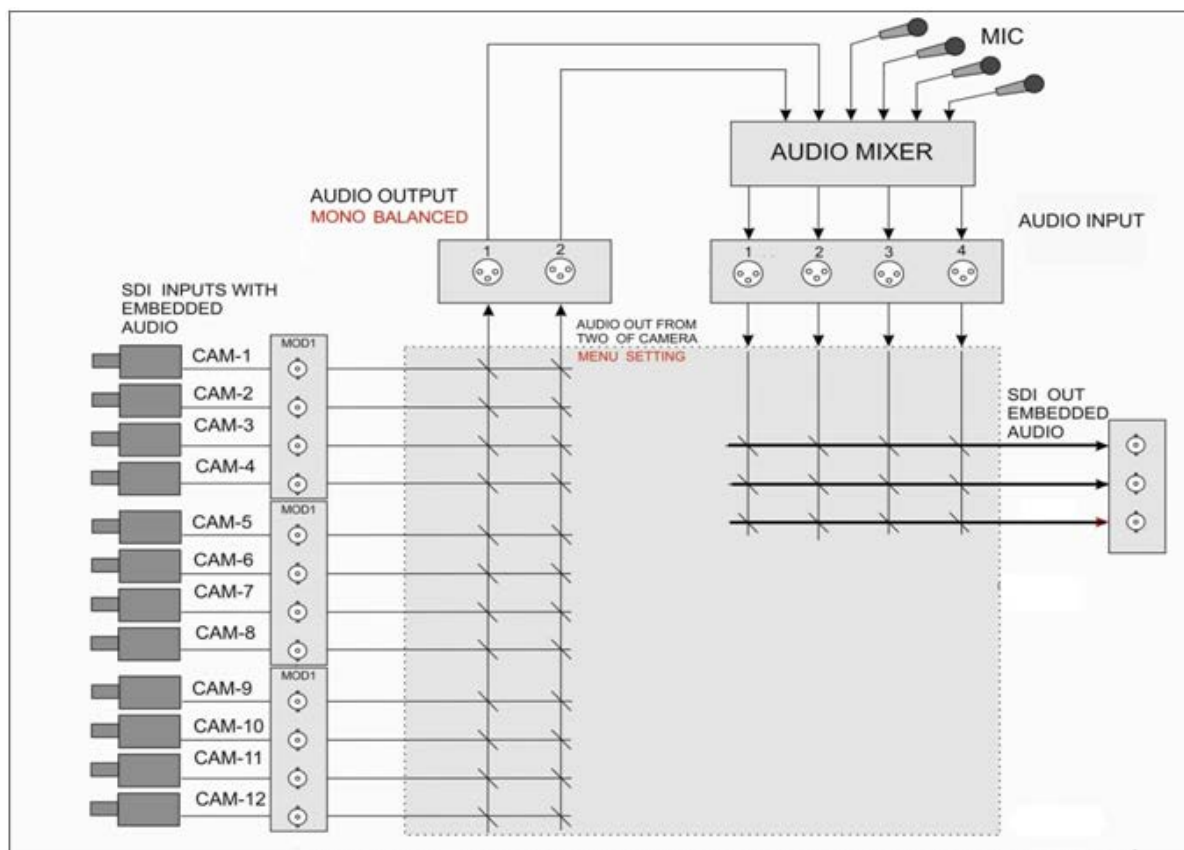 MIC
AUDIO MIXER
AUDIO OUTPUT
MONO BALANCED
AUDIO INPUT
1
2
1
2
3
4
SDI INPUTS WITH
EMBEDDED
AUDIO
AUDIO OUT FROM
TWO OF CAMERA
MENU SETTING
SDI OUT
EMBEDDED
AUDIO
MOD1
CAM-1
CAM-2
CAM-3
CAM-4
MOD1
CAM-5
CAM-6
CAM-7
CAM-8
MOD1
CAM-9
CAM-10
CAM-11
CAM-12